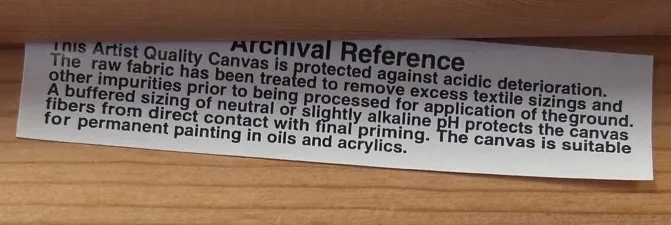 Archival Reference
This Artist Quality Canvas is protected against acidic deterioration.
The raw fabric has been treated to remove excess textile sizings and
other impurities prior to being processed for application of theground.
A buffered sizing of neutral or slightly alkaline pH protects the canvas
fibers from direct contact with final priming. The canvas is suitable
for permanent painting in oils and acrylics.